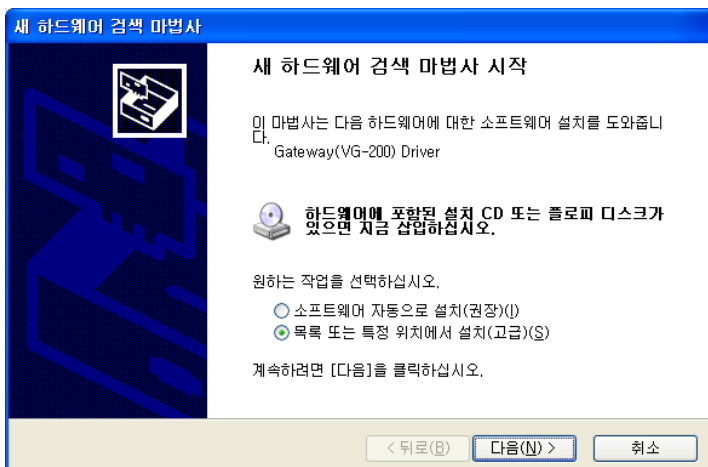 새 하드웨어 검색 마법사
새 하드웨어 검색 마법사 시작
이 마법사는 다음 하드웨어에 대한 소프트웨어 설치를 도와줍니
다.
Gateway(VG-200) Driver
하드웨어에 포함된 설치 CD 또는 플로피 디스크가
있으면 지금 삽입하십시오.
원하는 작업을 선택하십시오.
소프트웨어 자동으로 설치(권장)(I)
목록 또는 특정 위치에서 설치(고급)(S)
계속하려면 [다음]을 클릭하십시오.
< 뒤로(B) 다음(N) > 취소